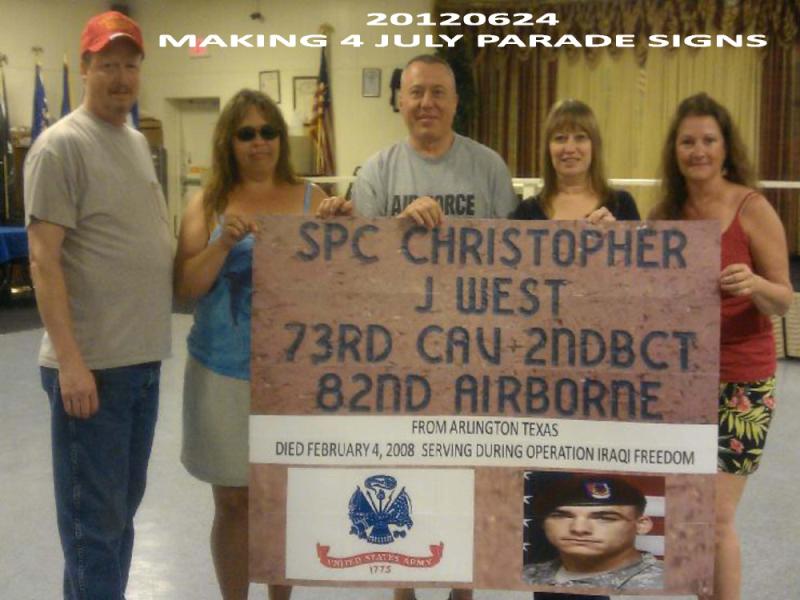 20120624
MAKING 4 JULY PARADE SIGNS
AIR FORCE
SPC CHRISTOPHER
J WEST
73RD CAV 2NDBCT
82ND AIRBORNE
FROM ARLINGTON TEXAS
DIED FEBRUARY 4, 2008 SERVING DURING OPERATION IRAQI FREEDOM
UNITED STATES ARMY
1775